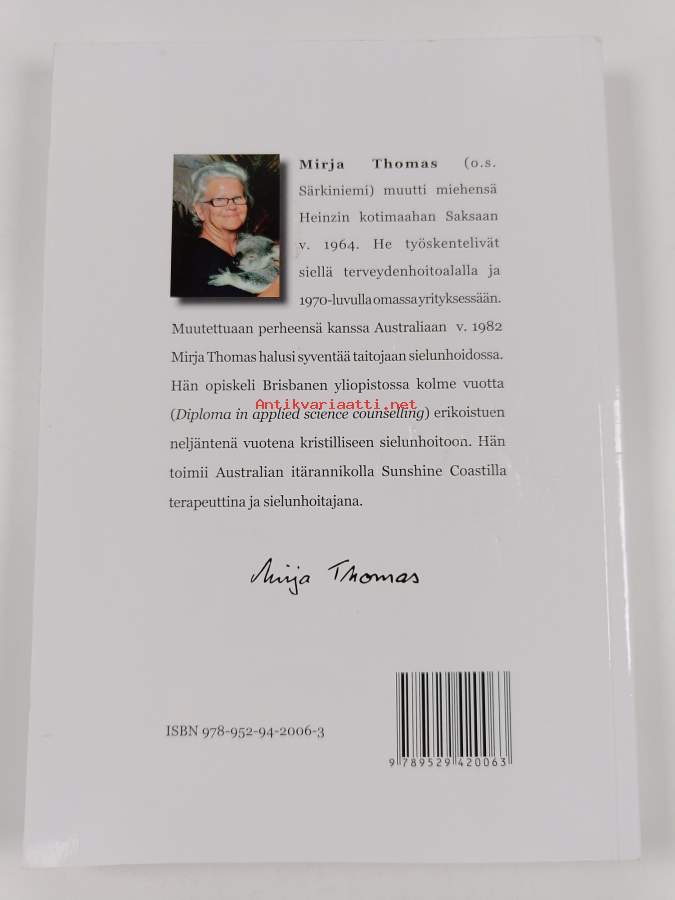 Mirja Thomas (o.s.
Särkiniemi) muutti miehensä
Heinzin kotimaahan Saksaan
v. 1964. He työskentelivät
siellä terveydenhoitoalalla ja
1970-luvulla omassa yrityksessään.
Muutettuaan perheensä kanssa Australiaan v. 1982
Mirja Thomas halusi syventää taitojaan sielunhoidossa.
Hän opiskeli Brisbanen yliopistossa kolme vuotta
Antikvariaatti.net
(Diploma in applied science counselling) erikoistuen
neljäntenä vuotena kristilliseen sielunhoitoon. Hän
toimii Australian itärannikolla Sunshine Coastilla
terapeuttina ja sielunhoitajana.
Mirja Thomas
ISBN 978-952-94-2006-3
9 789529 420063